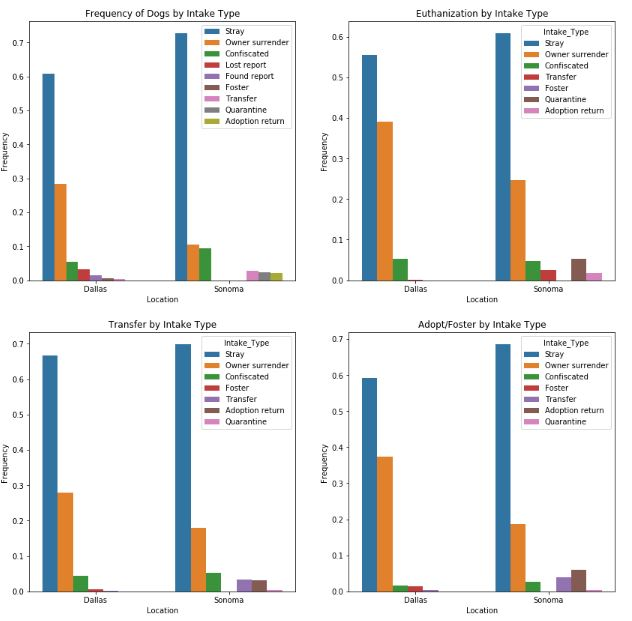 Frequency of Dogs by Intake Type
Stray
Owner surrender
Confiscated
Lost report
Found report
Foster
Transfer
Quarantine
Adoption return
0.7
0.6
0.5
0.4
0.3
0.2
0.1
0.0
Frequency
Dallas
Sonoma
Location
Euthanization by Intake Type
Intake_Type
Stray
Owner surrender
Confiscated
Transfer
Foster
Quarantine
Adoption return
0.6
0.5
0.4
0.3
0.2
0.1
0.0
Frequency
Dallas
Sonoma
Location
Transfer by Intake Type
Intake_Type
Stray
Owner surrender
Confiscated
Foster
Transfer
Adoption return
Quarantine
0.7
0.6
0.5
0.4
0.3
0.2
0.1
0.0
Frequency
Dallas
Sonoma
Location
Adopt/Foster by Intake Type
Intake_Type
Stray
Owner surrender
Confiscated
Foster
Transfer
Adoption return
Quarantine
0.7
0.6
0.5
0.4
0.3
0.2
0.1
0.0
Frequency
Dallas
Sonoma
Location